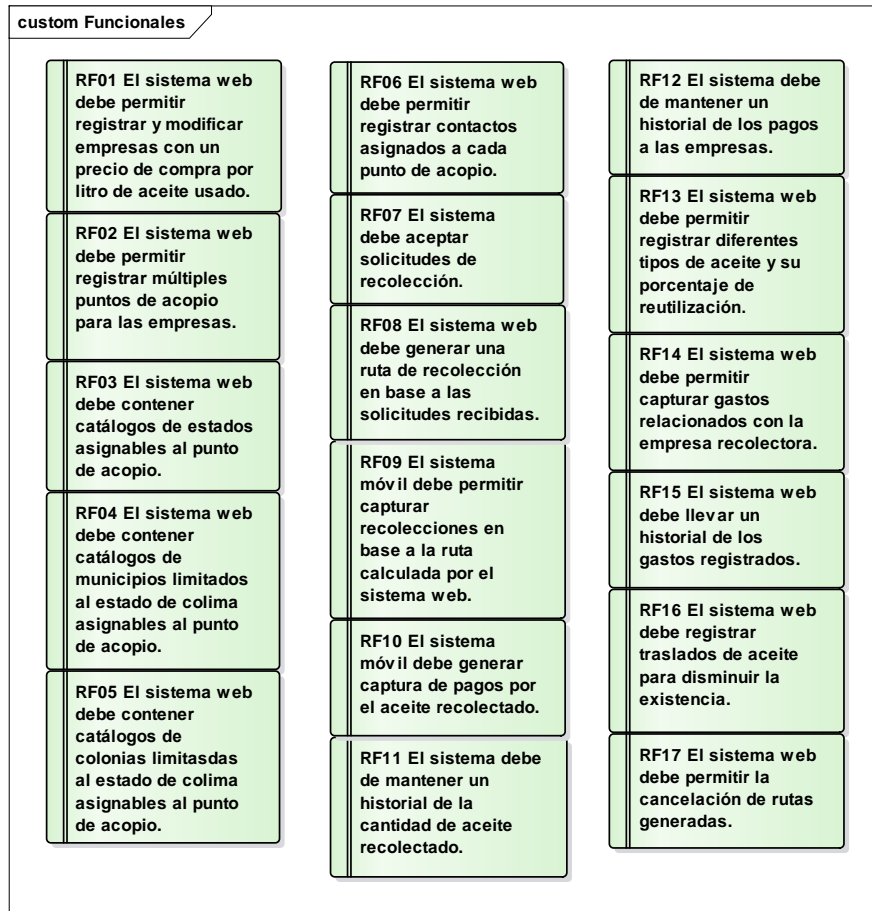 custom Funcionales
RF01 El sistema web
debe permitir
registrar y modificar
empresas con un
precio de compra por
litro de aceite usado.
RF02 El sistema web
debe permitir
registrar múltiples
puntos de acopio
para las empresas.
RF03 El sistema web
debe contener
catálogos de estados
asignables al punto
de acopio.
RF04 El sistema web
debe contener
catálogos de
municipios limitados
al estado de colima
asignables al punto
de acopio.
RF05 El sistema web
debe contener
catálogos de
colonias limitasdas
al estado de colima
asignables al punto
de acopio.
RF06 El sistema web
debe permitir
registrar contactos
asignados a cada
punto de acopio.
RF07 El sistema
debe aceptar
solicitudes de
recolección.
RF08 El sistema web
debe generar una
ruta de recolección
en base a las
solicitudes recibidas.
RF09 El sistema
móvil debe permitir
capturar
recolecciones en
base a la ruta
calculada por el
sistema web.
RF10 El sistema
móvil debe generar
captura de pagos por
el aceite recolectado.
RF11 El sistema debe
de mantener un
historial de la
cantidad de aceite
recolectado.
RF12 El sistema debe
de mantener un
historial de los pagos
a las empresas.
RF13 El sistema web
debe permitir
registrar diferentes
tipos de aceite y su
porcentaje de
reutilización.
RF14 El sistema web
debe permitir
capturar gastos
relacionados con la
empresa recolectora.
RF15 El sistema web
debe llevar un
historial de los
gastos registrados.
RF16 El sistema web
debe registrar
traslados de aceite
para disminuir la
existencia.
RF17 El sistema web
debe permitir la
cancelación de rutas
generadas.